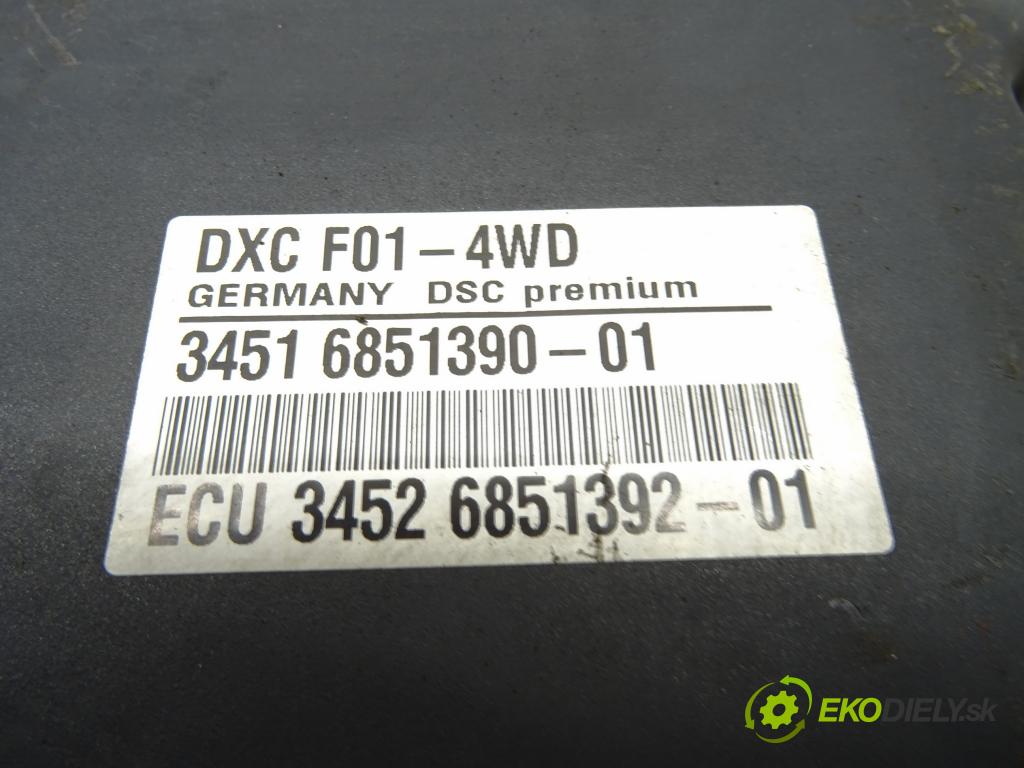 DXC F01-4WD
GERMANY DSC premium
3451 6851390-01
ECU 3452 6851392-01
EKODIELY.sk